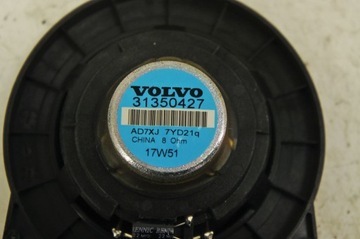 VOLVO
31350427
AD7XJ 7YD21q
CHINA 8 Ohm
17W51